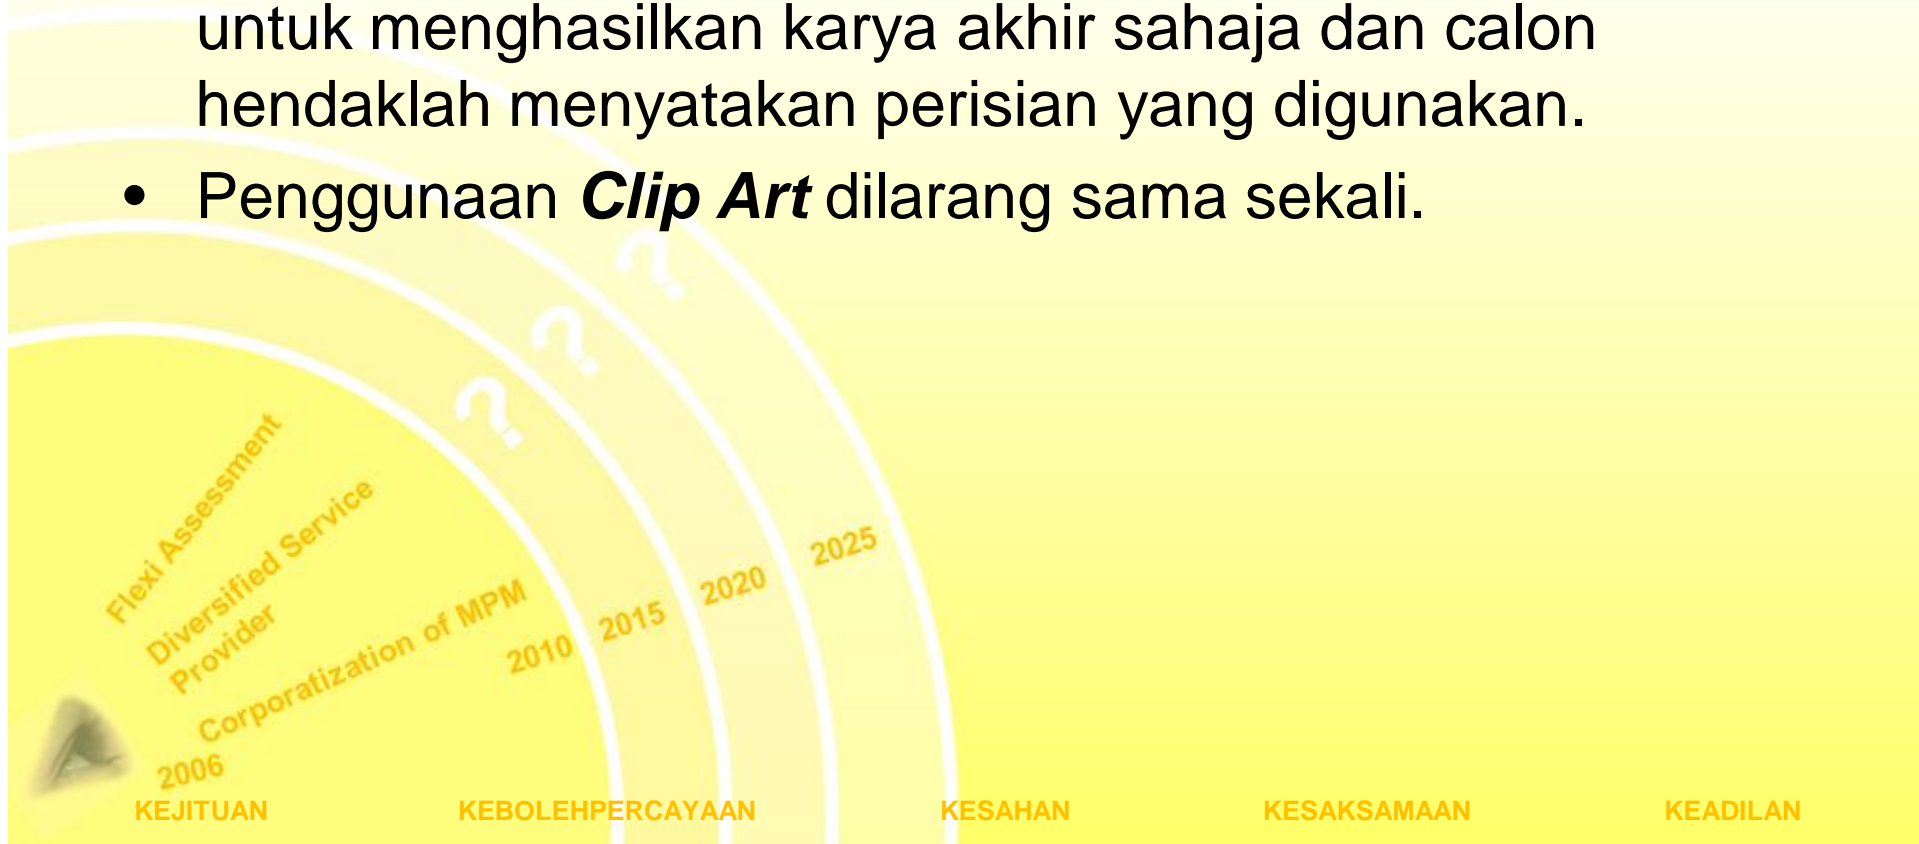 untuk menghasilkan karya akhir sahaja dan calon
hendaklah menyatakan perisian yang digunakan.
• Penggunaan Clip Art dilarang sama sekali.
?
?
?
Flexi Assessment
Diversified Service
Provider
Corporatization of MPM
2006
2010
2015
2020
2025
KEJITUAN KEBOLEHPERCAYAAN KESAHAN KESAKSAMAAN KEADILAN